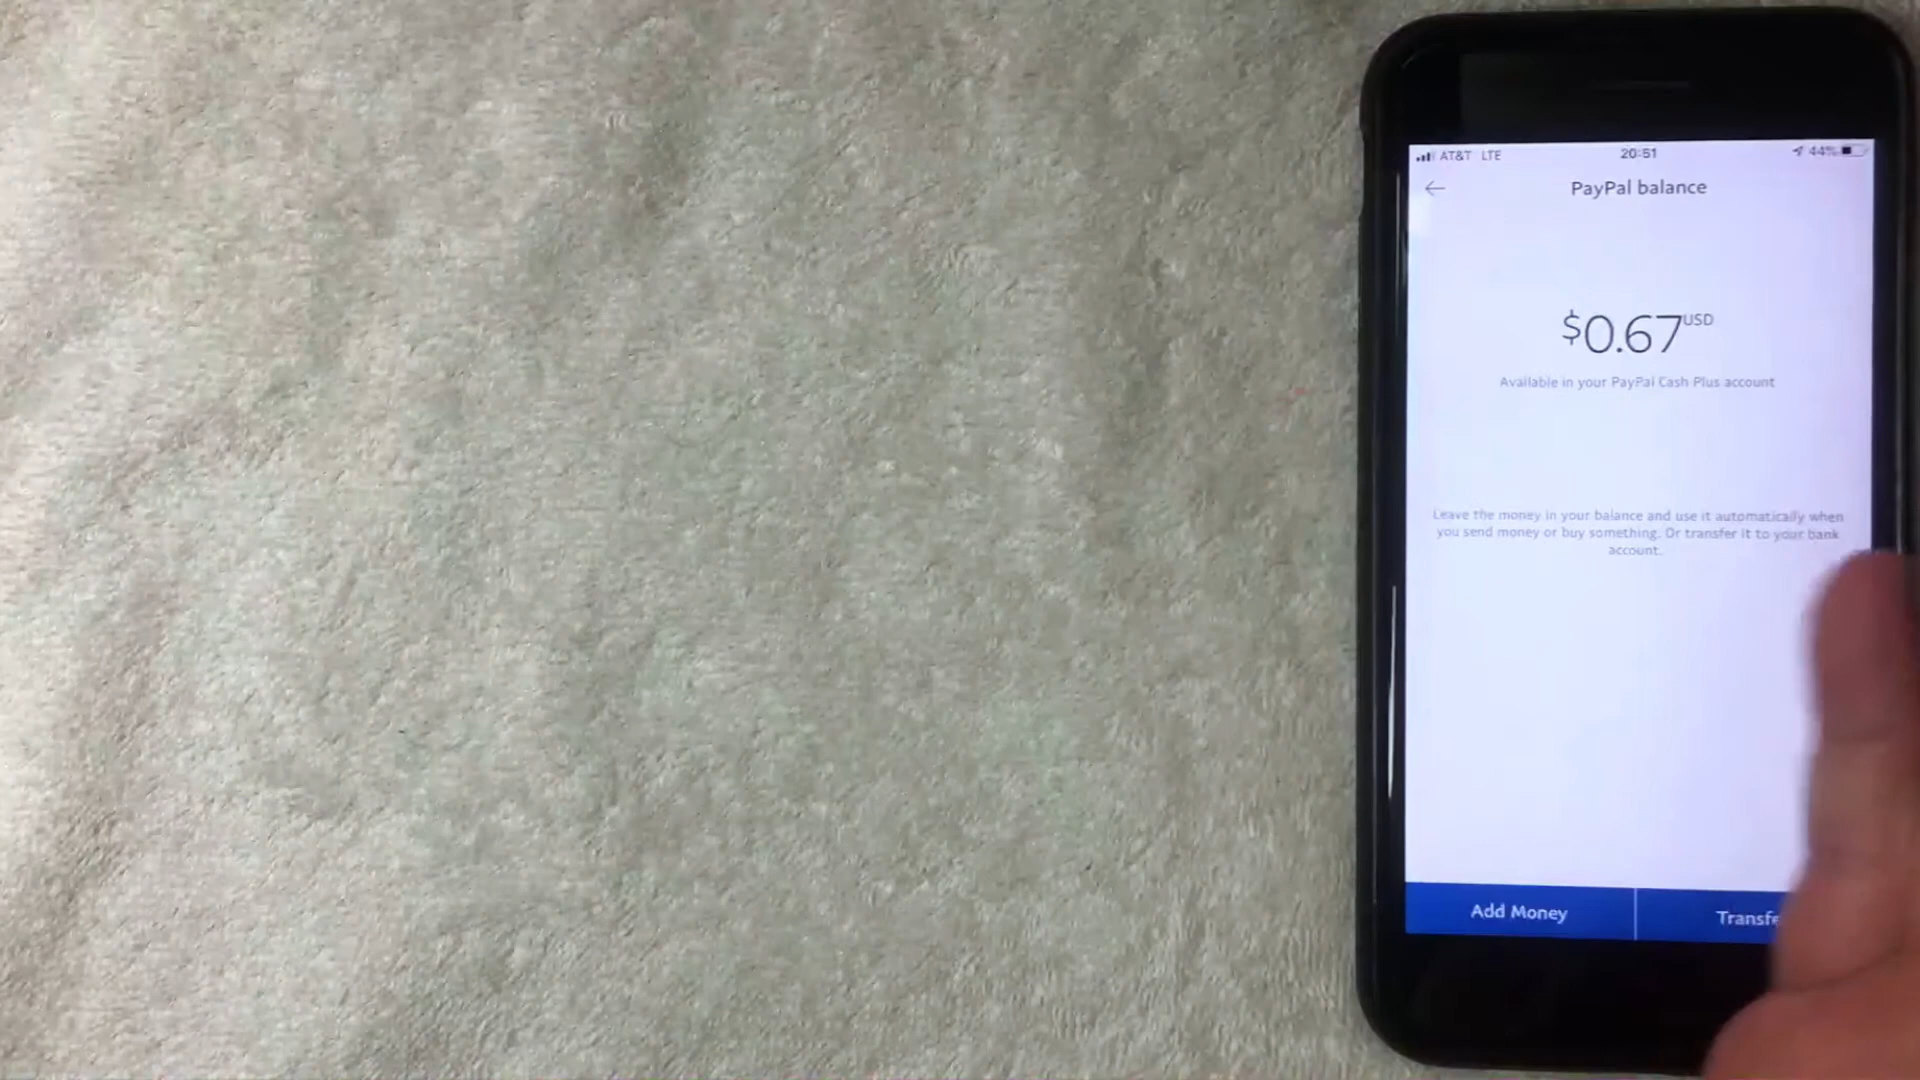 AT&T LTE 20:51 44%
PayPal balance
$0.67 USD
Available in your PayPal Cash Plus account
Leave the money in your balance and use it automatically when
you send money or buy something. Or transfer it to your bank
account.
Add Money Transfe